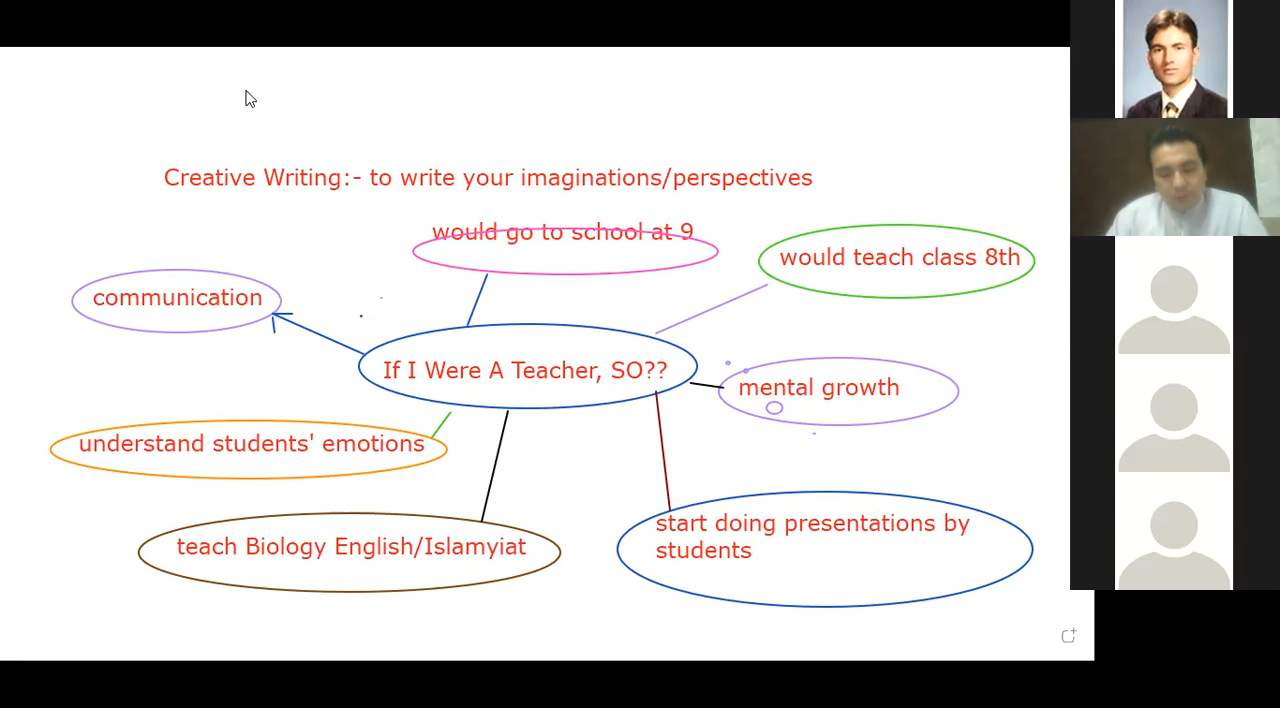 Creative Writing:- to write your imaginations/perspectives
would go to school at 9
would teach class 8th
communication
If I Were A Teacher, SO??
mental growth
understand students' emotions
start doing presentations by
students
teach Biology English/Islamyiat